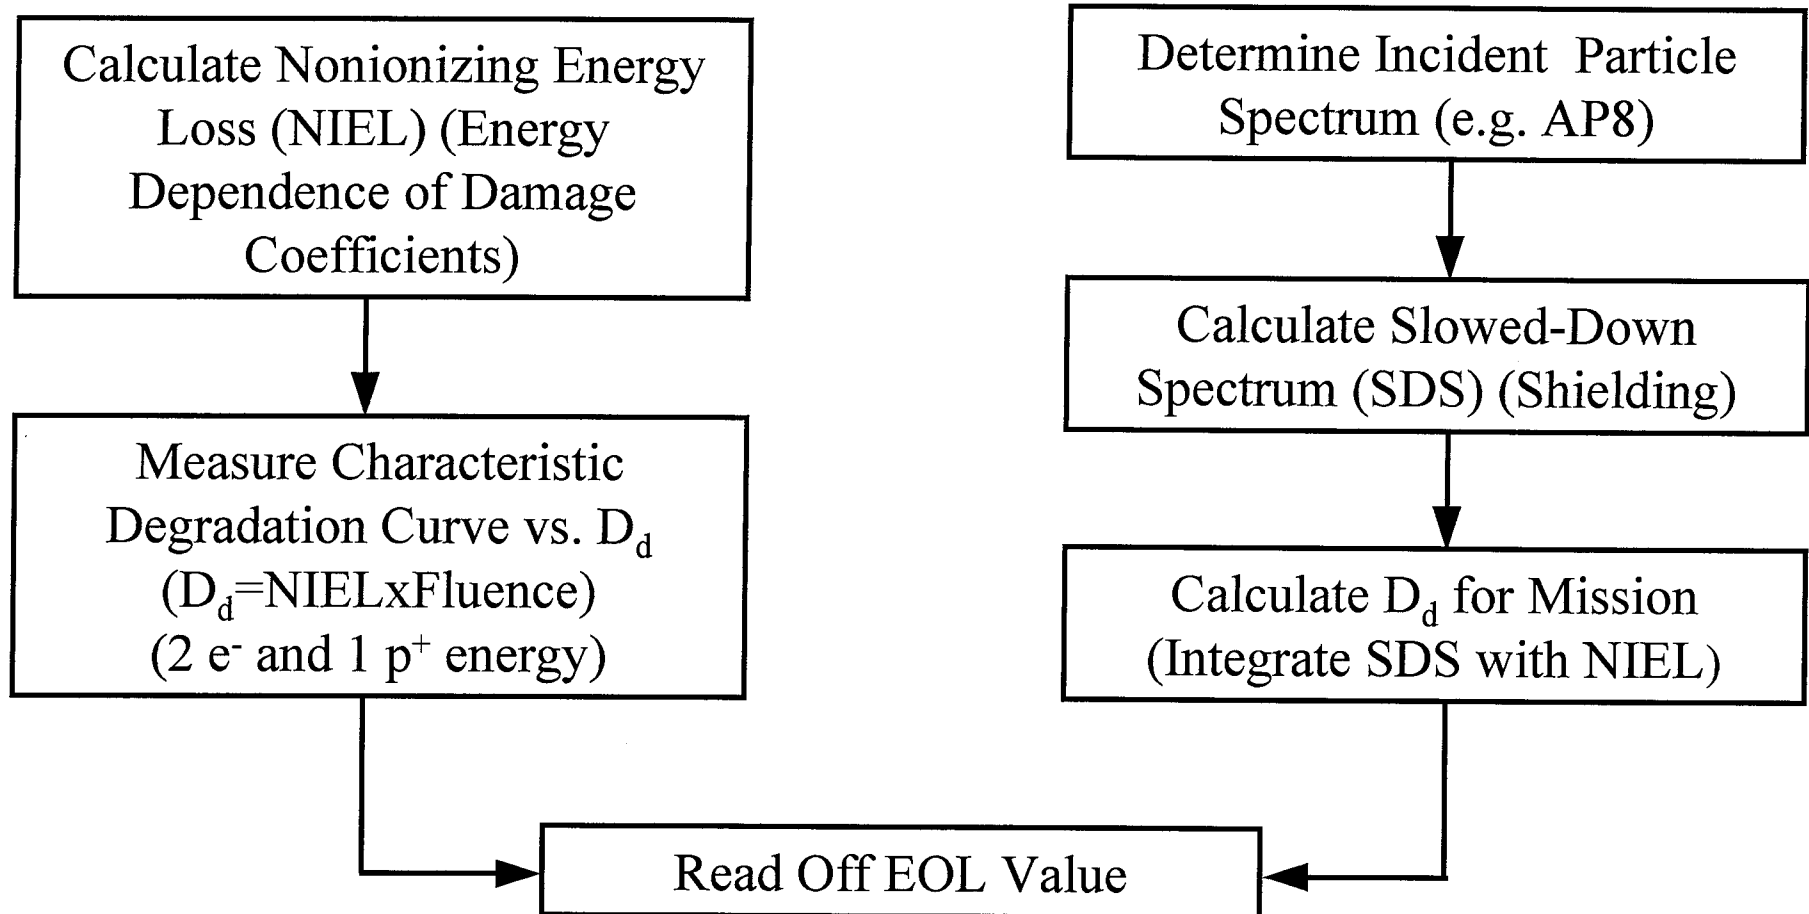 Calculate Nonionizing Energy
Loss (NIEL) (Energy
Dependence of Damage
Coefficients)
Measure Characteristic
Degradation Curve vs. Dd
(Dd=NIELxFluence)
(2 e- and 1 p+ energy)
Determine Incident Particle
Spectrum (e.g. AP8)
Calculate Slowed-Down
Spectrum (SDS) (Shielding)
Calculate Dd for Mission
(Integrate SDS with NIEL)
Read Off EOL Value